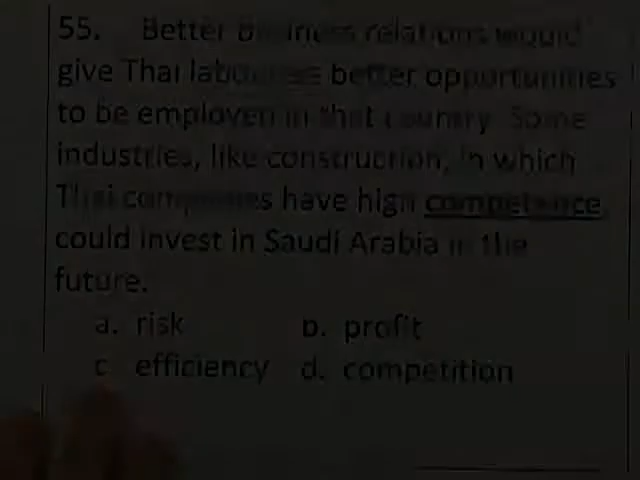 55. Better business relations would
give Thai labourers better opportunities
to be employed in that country. Some
industries, like construction, in which
Thai companies have high competence,
could invest in Saudi Arabia in the
future.
a. risk b. profit
c efficiency d. competition